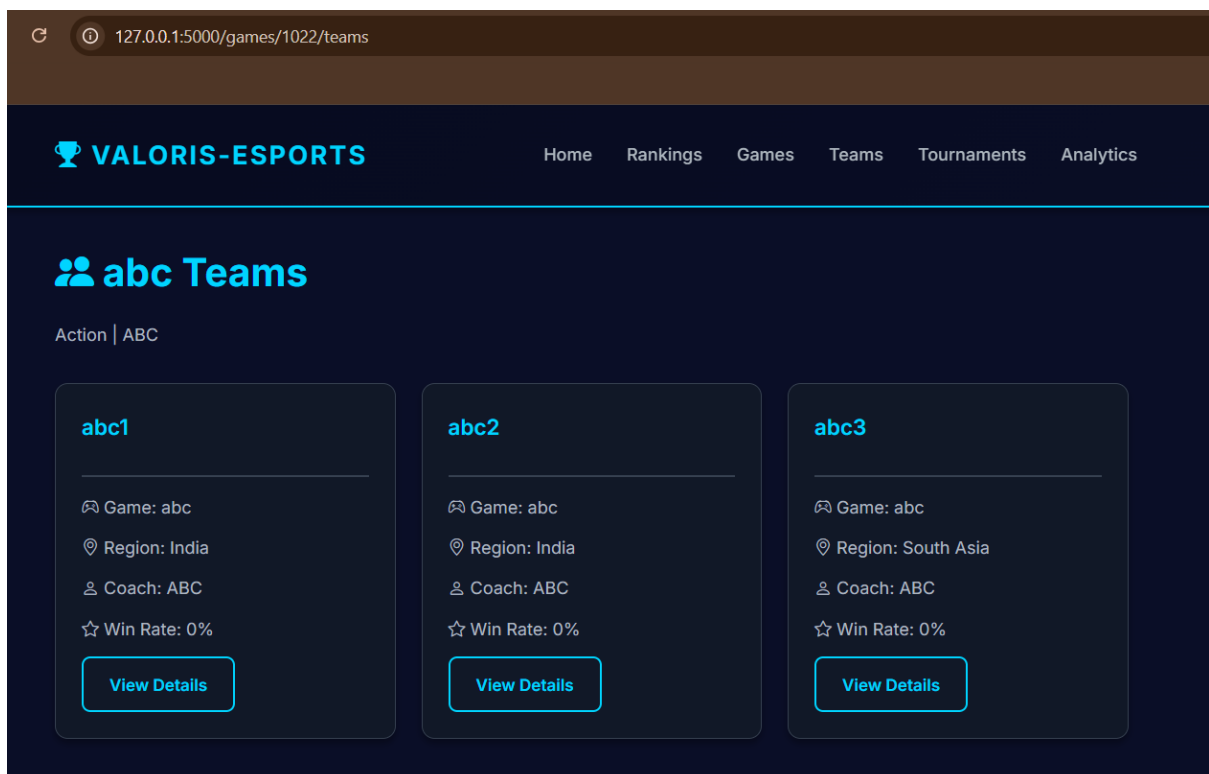 127.0.0.1:5000/games/1022/teams
VALORIS-ESPORTS
Home Rankings Games Teams Tournaments Analytics
abc Teams
Action | ABC
abc1
Game: abc
Region: India
Coach: ABC
Win Rate: 0%
View Details
abc2
Game: abc
Region: India
Coach: ABC
Win Rate: 0%
View Details
abc3
Game: abc
Region: South Asia
Coach: ABC
Win Rate: 0%
View Details